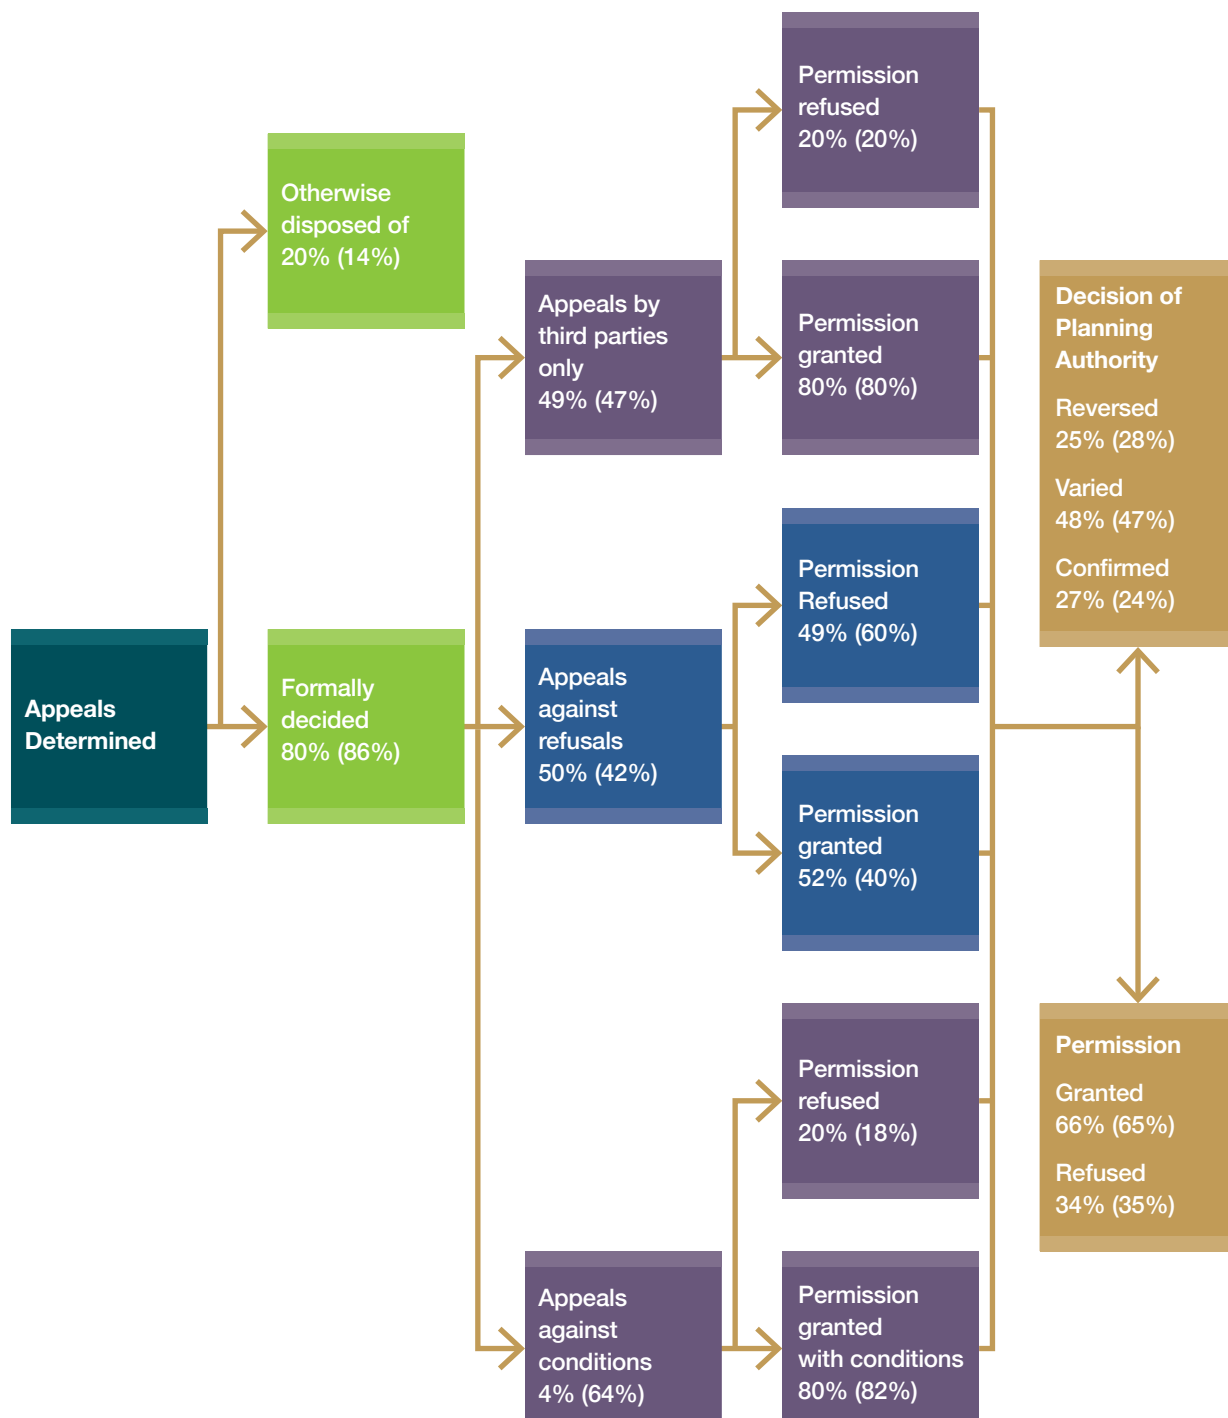 Appeals
Determined
Otherwise
disposed of
20% (14%)
Formally
decided
80% (86%)
Appeals by
third parties
only
49% (47%)
Appeals
against
refusals
50% (42%)
Appeals
against
conditions
4% (64%)
Permission
refused
20% (20%)
Permission
granted
80% (80%)
Permission
Refused
49% (60%)
Permission
granted
52% (40%)
Permission
refused
20% (18%)
Permission
granted
with conditions
80% (82%)
Decision of
Planning
Authority
Reversed
25% (28%)
Varied
48% (47%)
Confirmed
27% (24%)
Permission
Granted
66% (65%)
Refused
34% (35%)